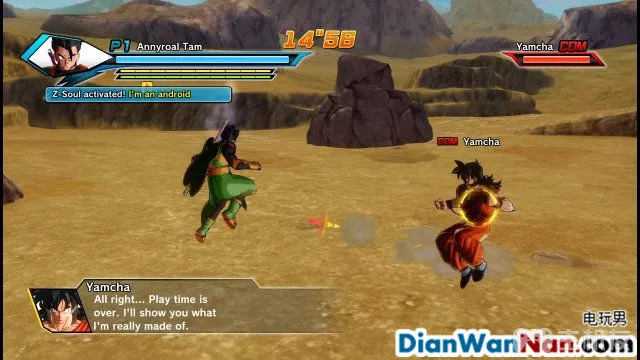 P1 Annyroal Tam
14"56
Yamcha COM
Z-Soul activated! I'm an android
COM Yamcha
Yamcha
All right... Play time is
over. I'll show you what
I'm really made of.
电玩男
DianWanNan.com